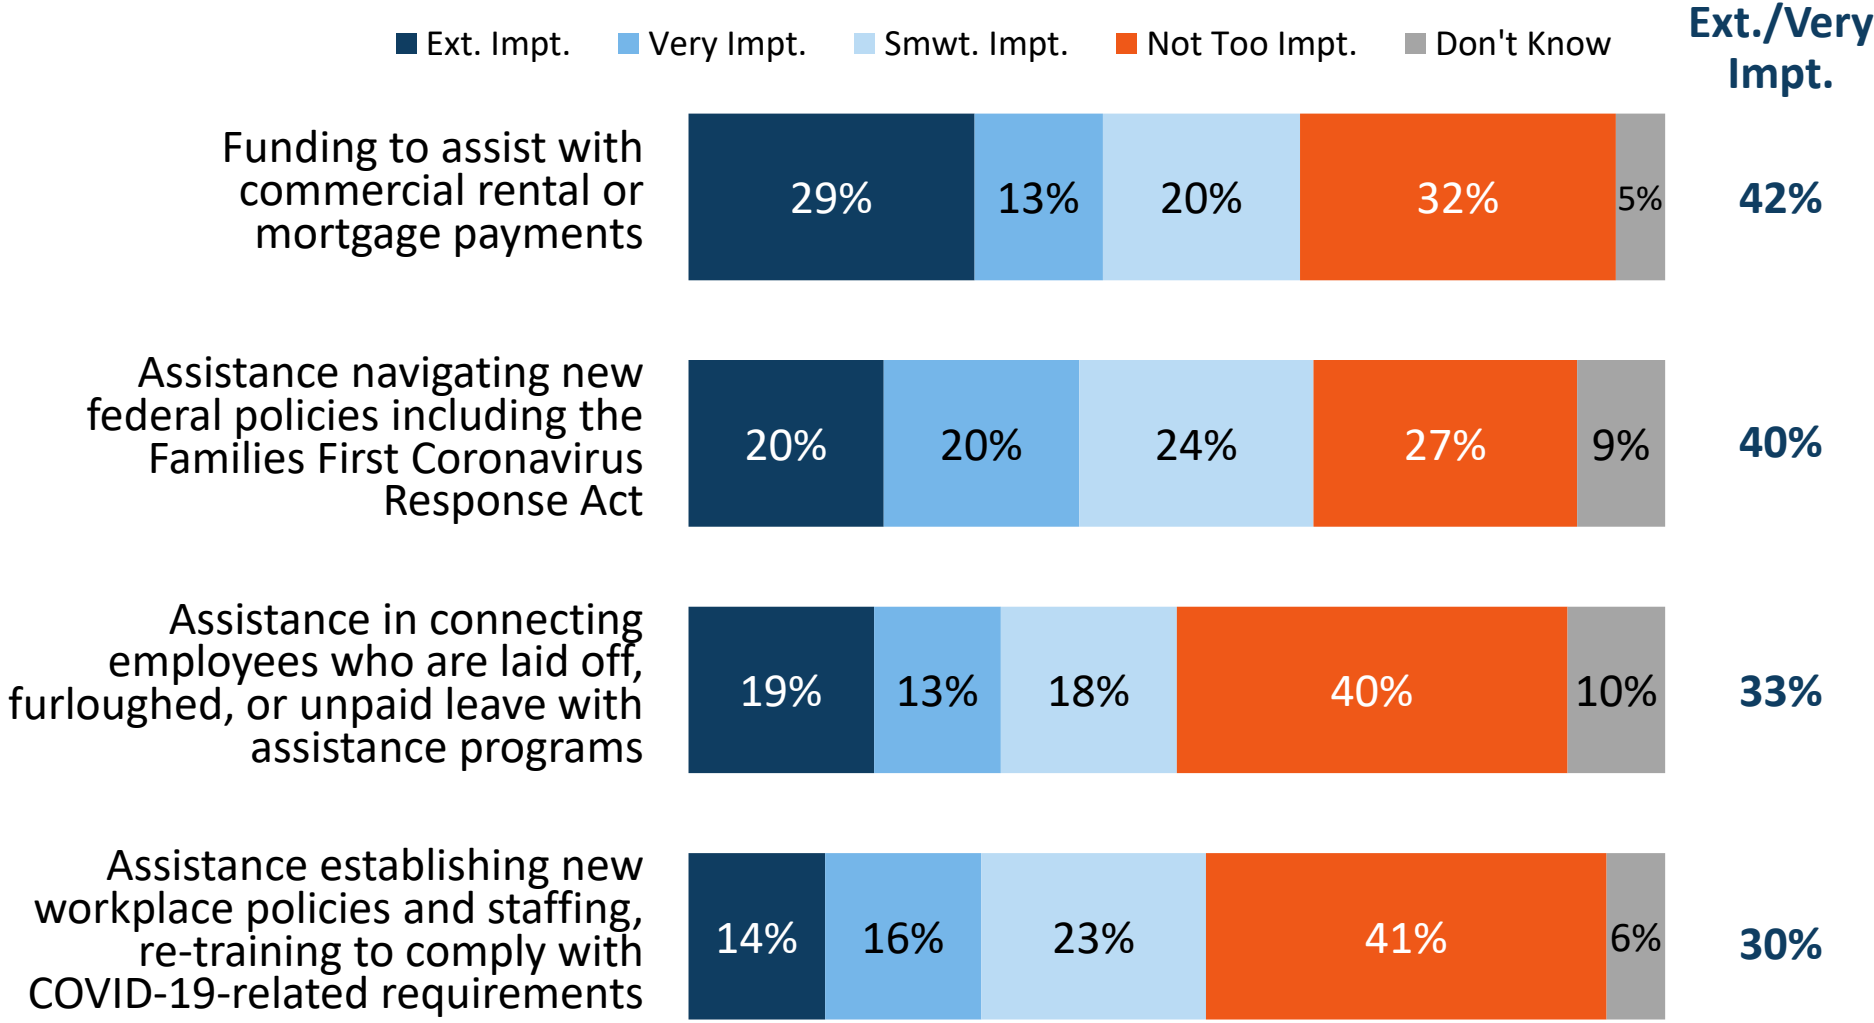 Ext. Impt. Very Impt. Smwt. Impt. Not Too Impt. Don't Know
Ext./Very
Impt.
Funding to assist with
commercial rental or
mortgage payments
29% 13% 20% 32% 5% 42%
Assistance navigating new
federal policies including the
Families First Coronavirus
Response Act
20% 20% 24% 27% 9% 40%
Assistance in connecting
employees who are laid off,
furloughed, or unpaid leave with
assistance programs
19% 13% 18% 40% 10% 33%
Assistance establishing new
workplace policies and staffing,
re-training to comply with
COVID-19-related requirements
14% 16% 23% 41% 6% 30%